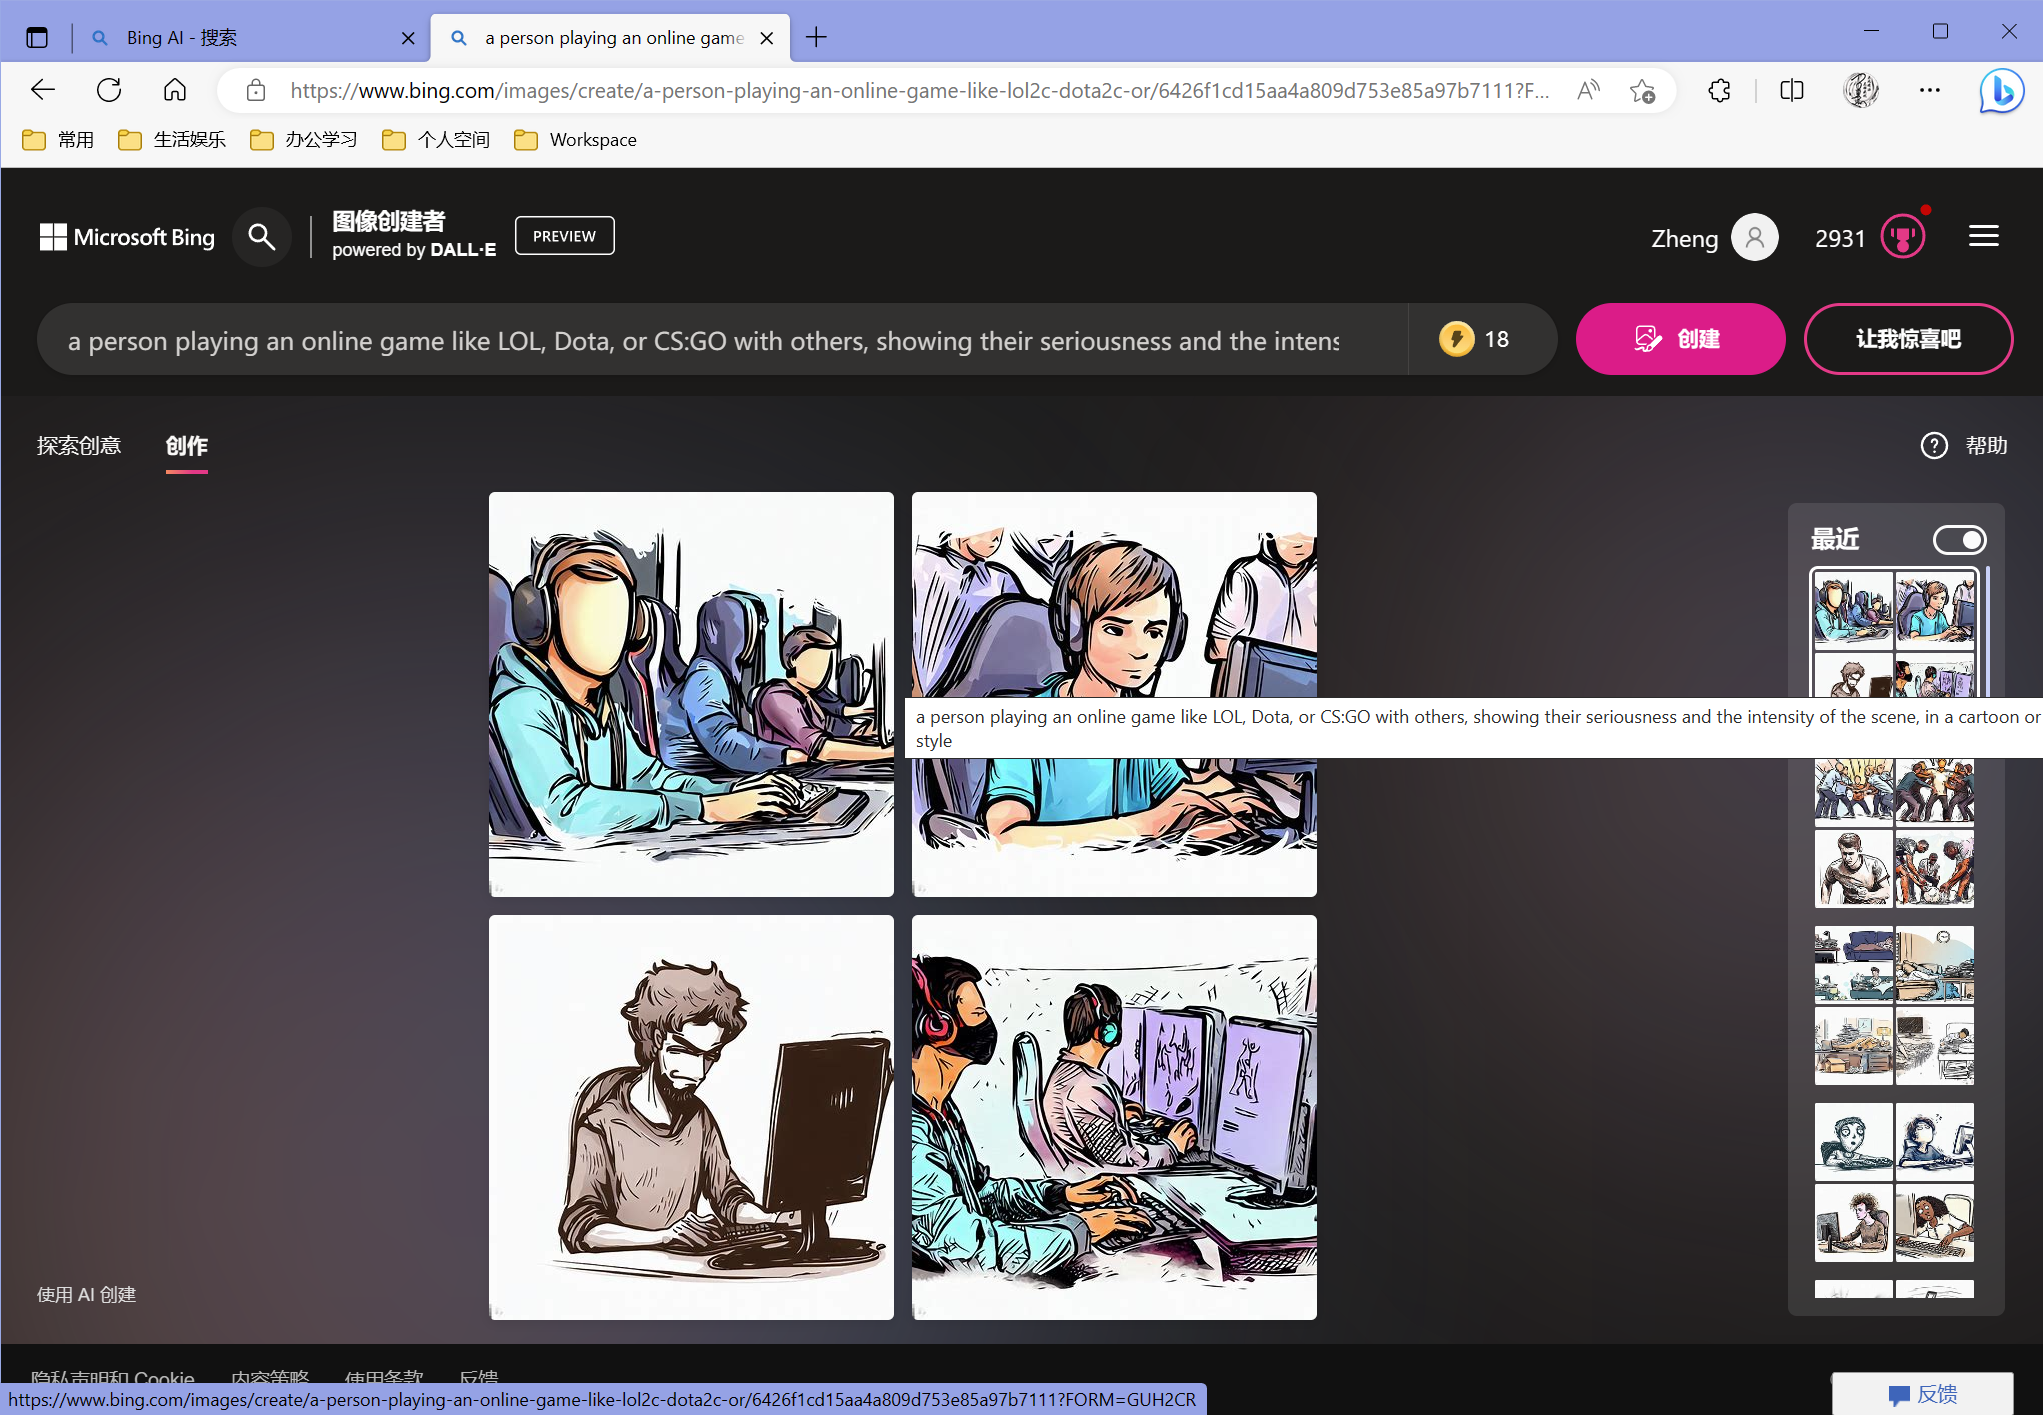 Bing AI - 搜索
a person playing an online game
https://www.bing.com/images/create/a-person-playing-an-online-game-like-lol2c-dota2c-or/6426f1cd15aa4a809d753e85a97b7111?F...
常用
生活娱乐
办公学习
个人空间
Workspace
Microsoft Bing
图像创建者
powered by DALL·E
PREVIEW
Zheng
2931
a person playing an online game like LOL, Dota, or CS:GO with others, showing their seriousness and the intens
18
创建
让我惊喜吧
探索创意
创作
帮助
最近
a person playing an online game like LOL, Dota, or CS:GO with others, showing their seriousness and the intensity of the scene, in a cartoon or
style
使用 AI 创建
隐私声明和 Cookie
内容策略
使用条款
反馈
https://www.bing.com/images/create/a-person-playing-an-online-game-like-lol2c-dota2c-or/6426f1cd15aa4a809d753e85a97b7111?FORM=GUH2CR
反馈